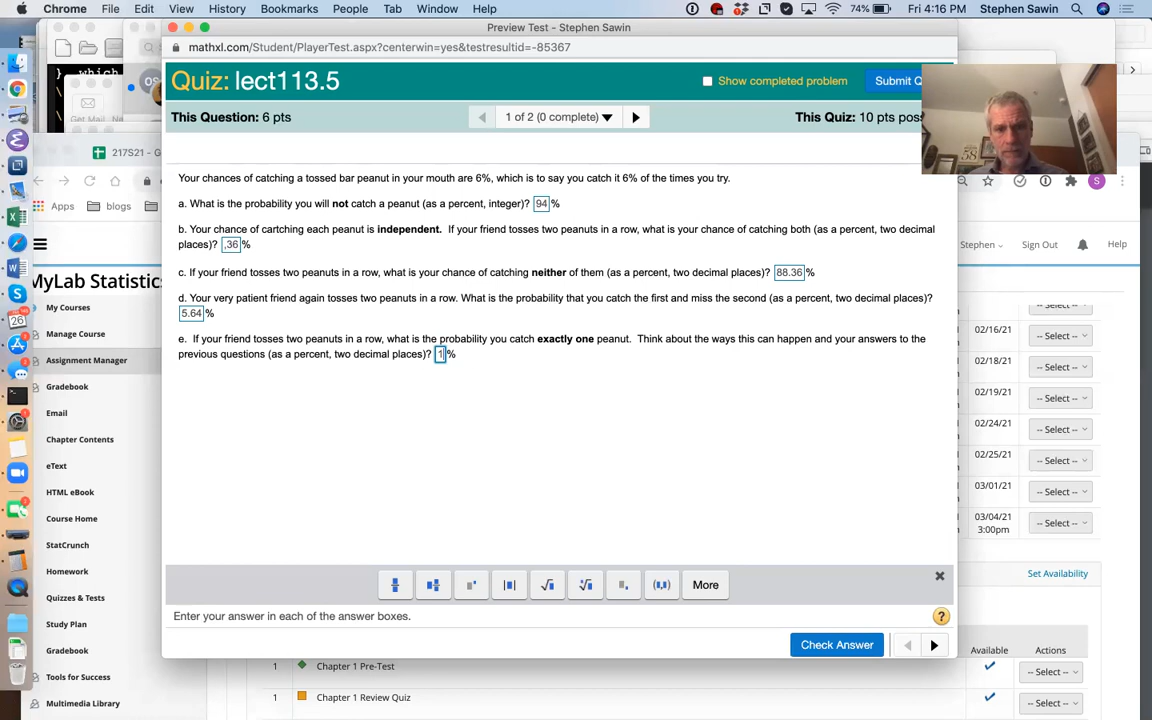 Chrome File Edit View History Bookmarks People Tab Window Help 74% Fri 4:16 PM Stephen Sawin
Preview Test - Stephen Sawin
mathxl.com/Student/PlayerTest.aspx?centerwin=yes&testresultid=-85367
Quiz: lect113.5
Show completed problem
Submit Q
This Question: 6 pts
1 of 2 (0 complete)
This Quiz: 10 pts poss
Your chances of catching a tossed bar peanut in your mouth are 6%, which is to say you catch it 6% of the times you try.
a. What is the probability you will not catch a peanut (as a percent, integer)? 94 %
b. Your chance of cartching each peanut is independent. If your friend tosses two peanuts in a row, what is your chance of catching both (as a percent, two decimal
places)? ,36 %
c. If your friend tosses two peanuts in a row, what is your chance of catching neither of them (as a percent, two decimal places)? 88.36 %
d. Your very patient friend again tosses two peanuts in a row. What is the probability that you catch the first and miss the second (as a percent, two decimal places)?
5.64 %
e. If your friend tosses two peanuts in a row, what is the probability you catch exactly one peanut. Think about the ways this can happen and your answers to the
previous questions (as a percent, two decimal places)? 1 %
More
Enter your answer in each of the answer boxes.
Check Answer
}, which
Get Mail
217S21 - G
Apps blogs
MyLab Statistics
My Courses
Manage Course
Assignment Manager
Gradebook
Email
Chapter Contents
eText
HTML eBook
Course Home
StatCrunch
Homework
Quizzes & Tests
Study Plan
Gradebook
Tools for Success
Multimedia Library
Stephen Sign Out Help
-- Select --
02/16/21 -- Select --
02/18/21 -- Select --
02/19/21 -- Select --
02/24/21 -- Select --
02/25/21 -- Select --
03/01/21 -- Select --
03/04/21
3:00pm -- Select --
Set Availability
Available Actions
1 Chapter 1 Pre-Test -- Select --
1 Chapter 1 Review Quiz -- Select --